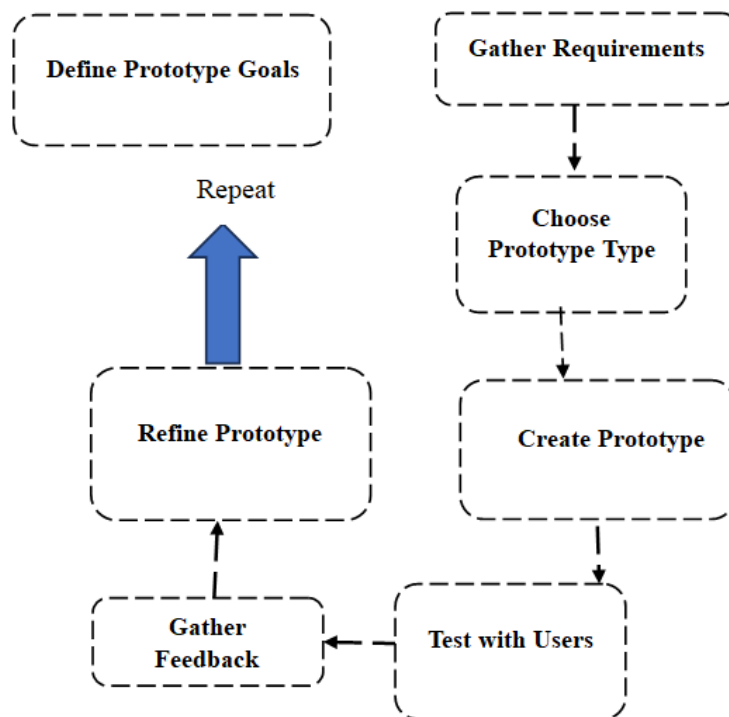 Define Prototype Goals
Gather Requirements
Repeat
Choose
Prototype Type
Refine Prototype
Create Prototype
Gather
Feedback
Test with Users